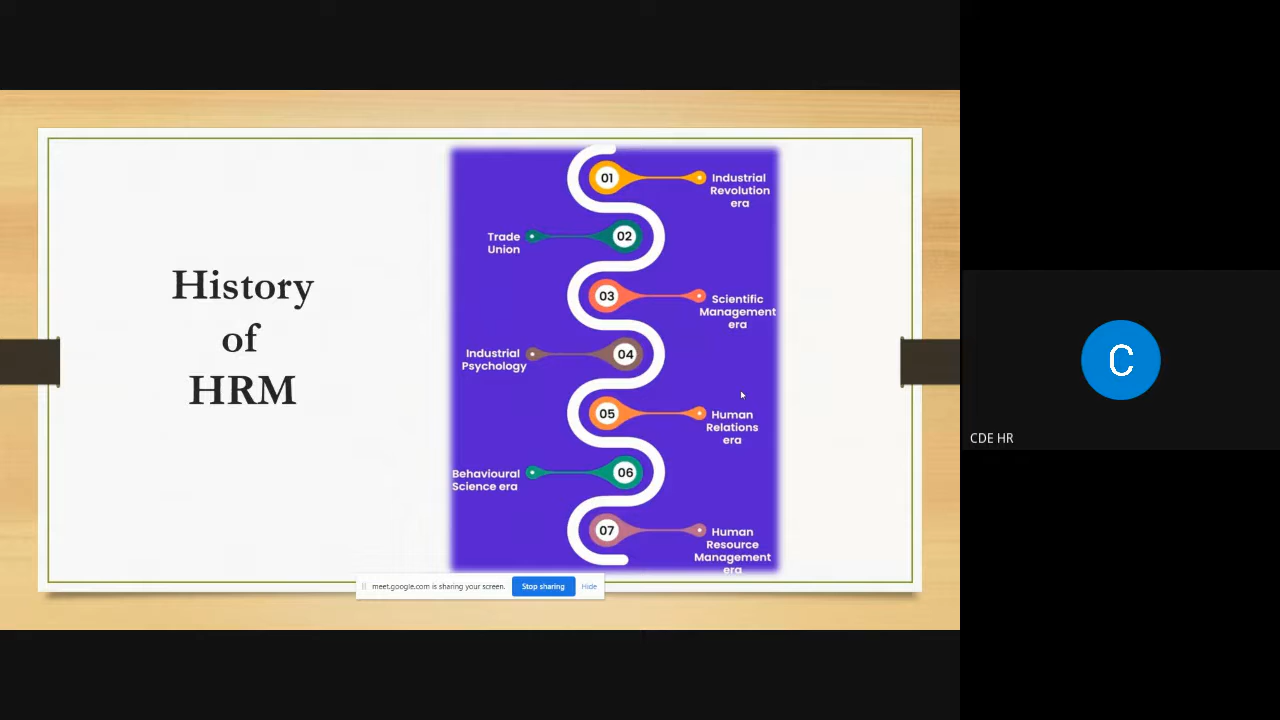 History
of
HRM
01
Industrial
Revolution
era
Trade
Union
02
03
Scientific
Management
era
Industrial
Psychology
04
05
Human
Relations
era
Behavioural
Science era
06
07
Human
Resource
Management
era
meet.google.com is sharing your screen.
Stop sharing
Hide
C
CDE HR